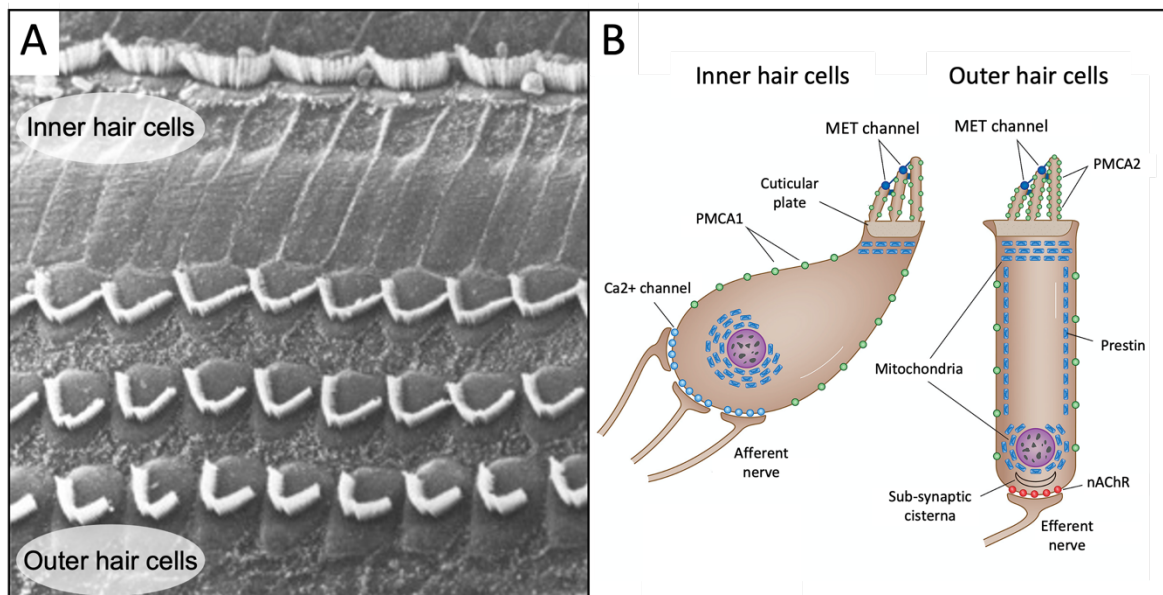 A
Inner hair cells
Outer hair cells
B
Inner hair cells
Outer hair cells
MET channel
MET channel
PMCA2
Cuticular
plate
PMCA1
Ca2+ channel
Prestin
Mitochondria
Afferent
nerve
Sub-synaptic
cisterna
nAChR
Efferent
nerve